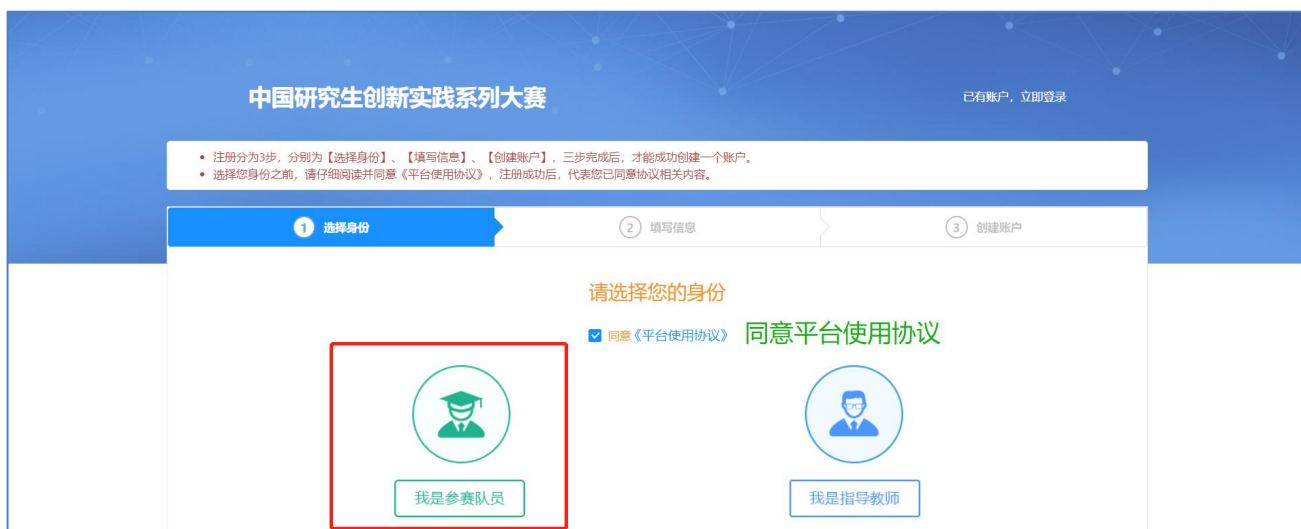 中国研究生创新实践系列大赛
已有账户，立即登录
注册分为3步，分别为【选择身份】、【填写信息】、【创建账户】，三步完成后，才能成功创建一个账户。
选择您身份之前，请仔细阅读并同意《平台使用协议》，注册成功后，代表您已同意协议相关内容。
1 选择身份
2 填写信息
3 创建账户
请选择您的身份
同意《平台使用协议》 同意平台使用协议
我是参赛队员
我是指导教师